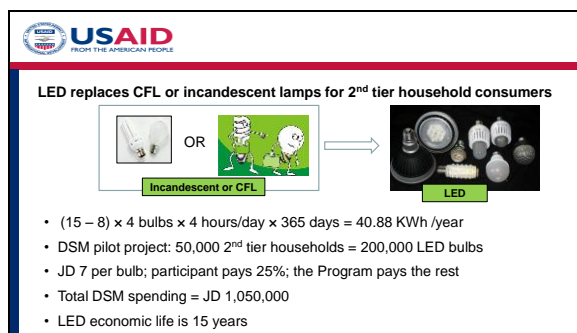 USAID
FROM THE AMERICAN PEOPLE
LED replaces CFL or incandescent lamps for 2nd tier household consumers
OR
Incandescent or CFL
LED
• (15 – 8) × 4 bulbs × 4 hours/day × 365 days = 40.88 KWh /year
• DSM pilot project: 50,000 2nd tier households = 200,000 LED bulbs
• JD 7 per bulb; participant pays 25%; the Program pays the rest
• Total DSM spending = JD 1,050,000
• LED economic life is 15 years